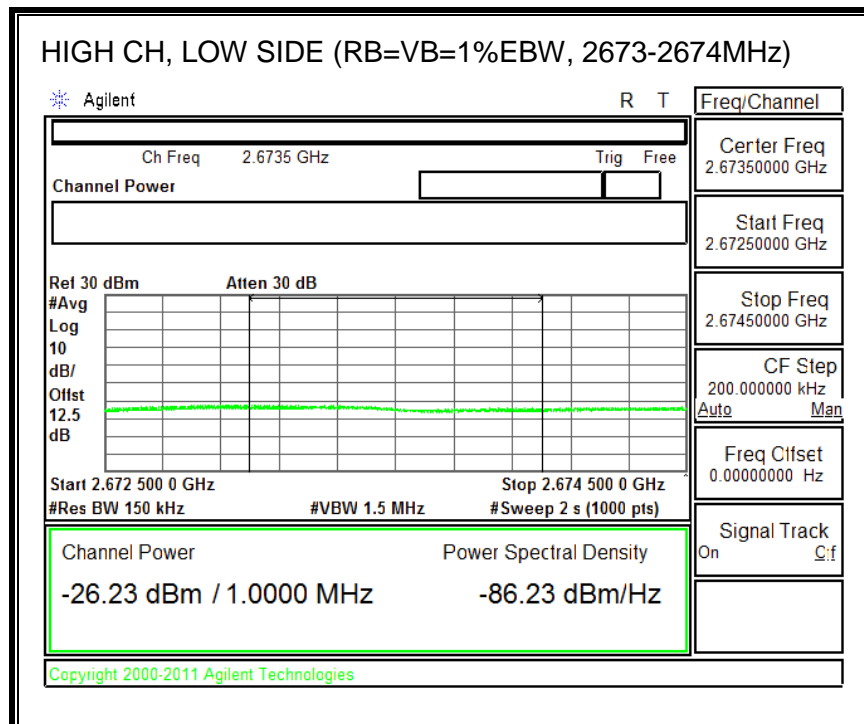 HIGH CH, LOW SIDE (RB=VB=1%EBW, 2673-2674MHz)
Agilent R T
Freq/Channel
Ch Freq 2.6735 GHz Trig Free
Channel Power
Center Freq
2.67350000 GHz
Start Freq
2.67250000 GHz
Stop Freq
2.67450000 GHz
CF Step
200.000000 kHz
Auto Man
Freq Offset
0.00000000 Hz
Signal Track
On Off
Ref 30 dBm Atten 30 dB
#Avg
Log
10
dB/
Offst
12.5
dB
Start 2.672 500 0 GHz Stop 2.674 500 0 GHz
#Res BW 150 kHz #VBW 1.5 MHz #Sweep 2 s (1000 pts)
Channel Power Power Spectral Density
-26.23 dBm / 1.0000 MHz -86.23 dBm/Hz
Copyright 2000-2011 Agilent Technologies